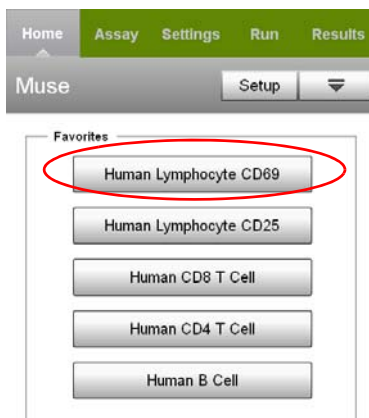 Home Assay Settings Run Results
Muse Setup
Favorites
Human Lymphocyte CD69
Human Lymphocyte CD25
Human CD8 T Cell
Human CD4 T Cell
Human B Cell